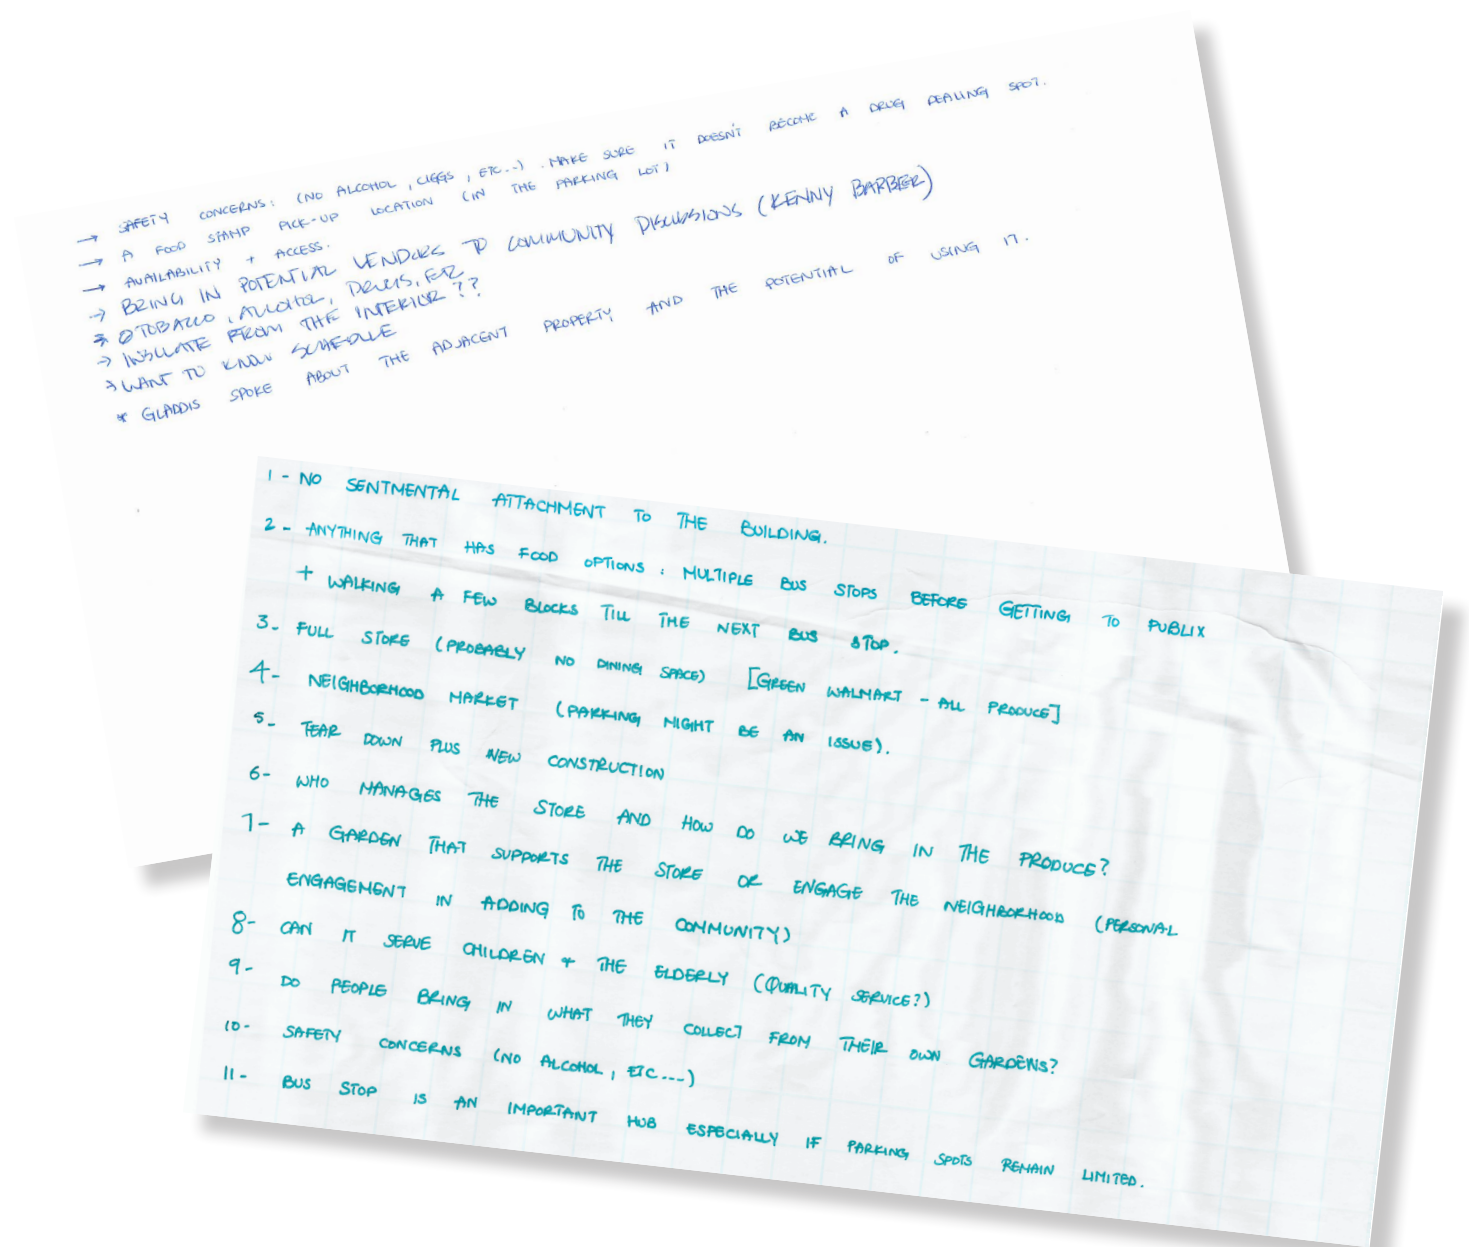 → SAFETY CONCERNS: (NO ALCOHOL, CIGGS, ETC...). MAKE SURE IT DOESN'T BECOME A DRUG DEALING SPOT.
→ A FOOD STAMP PICK-UP LOCATION (IN THE PARKING LOT)
→ AVAILABILITY + ACCESS.
→ BRING IN POTENTIAL VENDORS TO COMMUNITY DISCUSSIONS (KENNY BARBER)
→ Ø TOBACCO, ALCOHOL, DRUGS, ETC
→ INSULATE FROM THE INTERIOR??
→ WANT TO KNOW SCHEDULE
* GLADDIS SPOKE ABOUT THE ADJACENT PROPERTY AND THE POTENTIAL OF USING IT.
1 - NO SENTMENTAL ATTACHMENT TO THE BUILDING.
2 - ANYTHING THAT HAS FOOD OPTIONS: MULTIPLE BUS STOPS BEFORE GETTING TO PUBLIX
+ WALKING A FEW BLOCKS TILL THE NEXT BUS STOP.
3 - FULL STORE (PROBABLY NO DINING SPACE) [GREEN WALMART - ALL PRODUCE]
4 - NEIGHBORHOOD MARKET (PARKING MIGHT BE AN ISSUE).
5 - TEAR DOWN PLUS NEW CONSTRUCTION
6 - WHO MANAGES THE STORE AND HOW DO WE BRING IN THE PRODUCE?
7 - A GARDEN THAT SUPPORTS THE STORE OR ENGAGE THE NEIGHBORHOOD (PERSONAL
ENGAGEMENT IN ADDING TO THE COMMUNITY)
8 - CAN IT SERVE CHILDREN + THE ELDERLY (QUALITY SERVICE?)
9 - DO PEOPLE BRING IN WHAT THEY COLLECT FROM THEIR OWN GARDENS?
10 - SAFETY CONCERNS (NO ALCOHOL, ETC....)
11 - BUS STOP IS AN IMPORTANT HUB ESPECIALLY IF PARKING SPOTS REMAIN LIMITED.